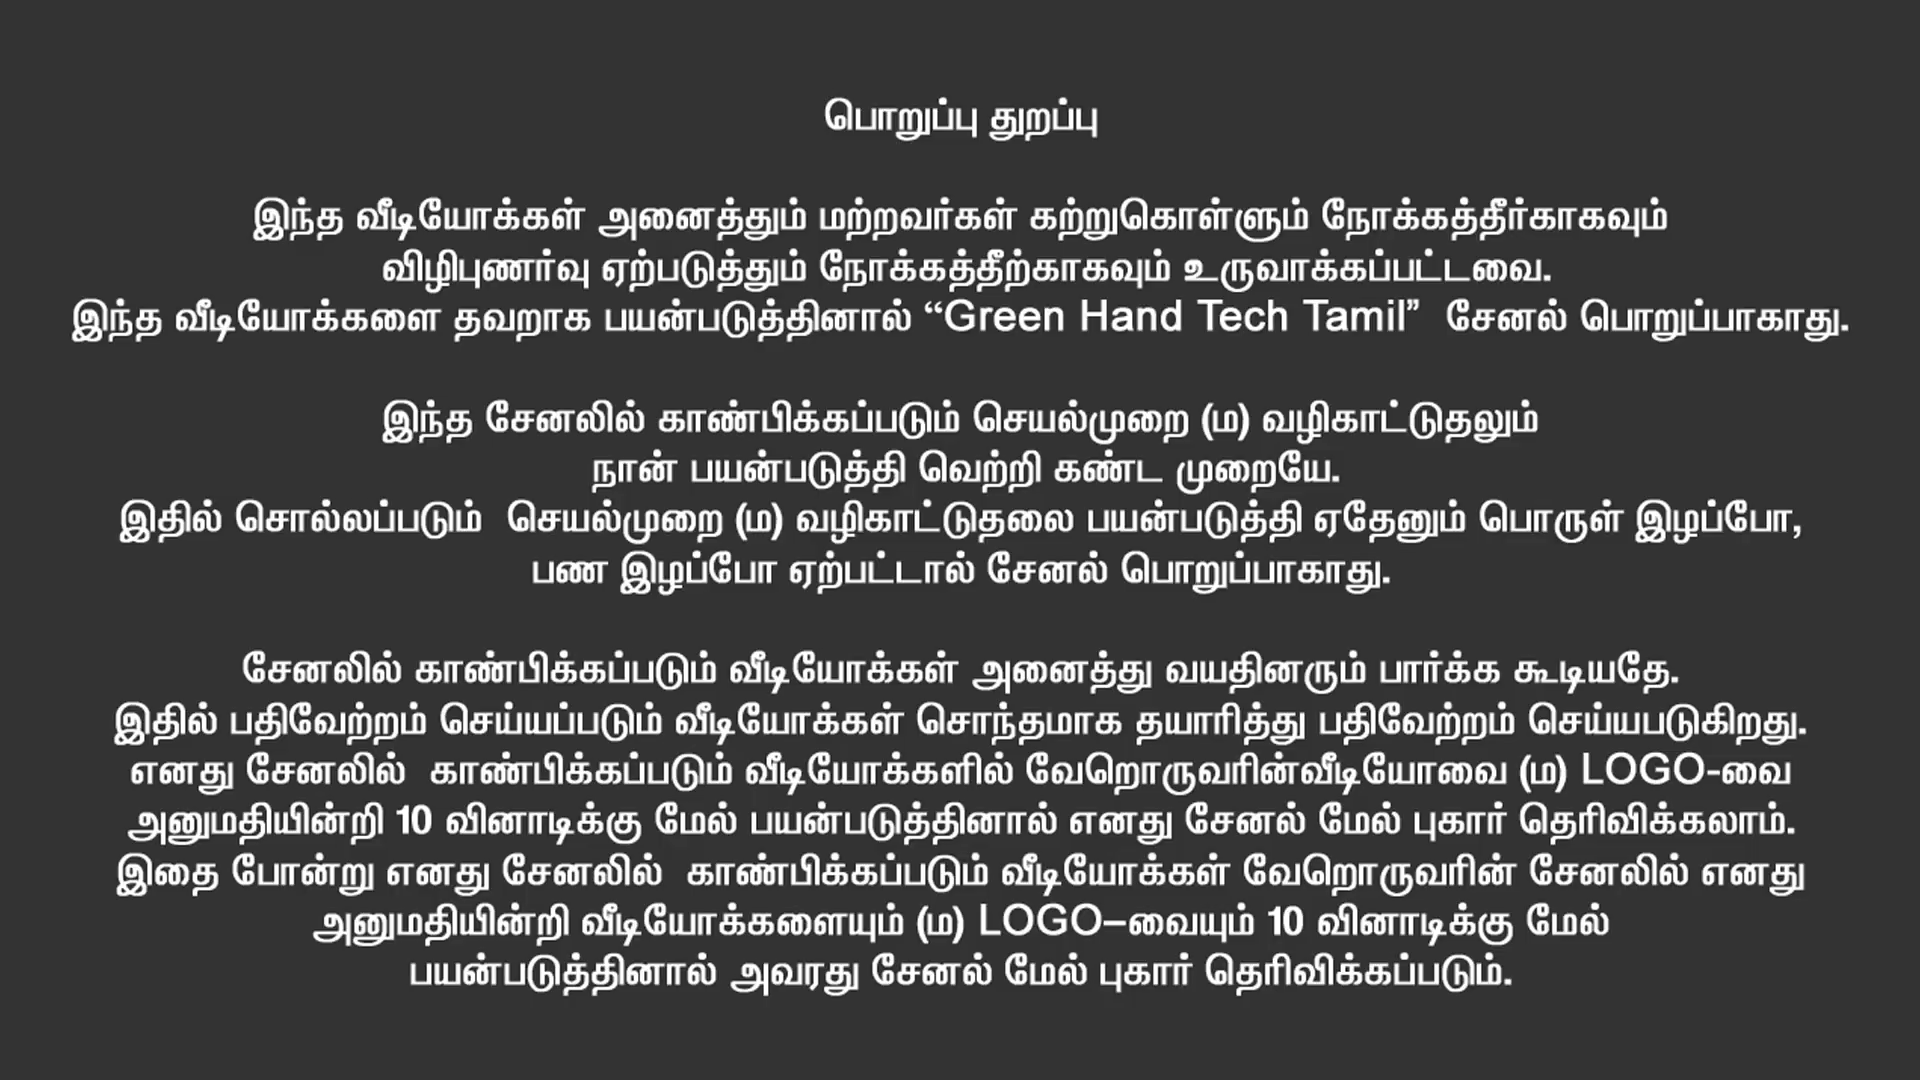 பொறுப்பு துறப்பு
இந்த வீடியோக்கள் அனைத்தும் மற்றவர்கள் கற்றுகொள்ளும் நோக்கத்தீர்காகவும்
விழிபுணர்வு ஏற்படுத்தும் நோக்கத்தீற்காகவும் உருவாக்கப்பட்டவை.
இந்த வீடியோக்களை தவறாக பயன்படுத்தினால் “Green Hand Tech Tamil” சேனல் பொறுப்பாகாது.
இந்த சேனலில் காண்பிக்கப்படும் செயல்முறை (ம) வழிகாட்டுதலும்
நான் பயன்படுத்தி வெற்றி கண்ட முறையே.
இதில் சொல்லப்படும் செயல்முறை (ம) வழிகாட்டுதலை பயன்படுத்தி ஏதேனும் பொருள் இழப்போ,
பண இழப்போ ஏற்பட்டால் சேனல் பொறுப்பாகாது.
சேனலில் காண்பிக்கப்படும் வீடியோக்கள் அனைத்து வயதினரும் பார்க்க கூடியதே.
இதில் பதிவேற்றம் செய்யப்படும் வீடியோக்கள் சொந்தமாக தயாரித்து பதிவேற்றம் செய்யபடுகிறது.
எனது சேனலில் காண்பிக்கப்படும் வீடியோக்களில் வேறொருவரின்வீடியோவை (ம) LOGO-வை
அனுமதியின்றி 10 வினாடிக்கு மேல் பயன்படுத்தினால் எனது சேனல் மேல் புகார் தெரிவிக்கலாம்.
இதை போன்று எனது சேனலில் காண்பிக்கப்படும் வீடியோக்கள் வேறொருவரின் சேனலில் எனது
அனுமதியின்றி வீடியோக்களையும் (ம) LOGO–வையும் 10 வினாடிக்கு மேல்
பயன்படுத்தினால் அவரது சேனல் மேல் புகார் தெரிவிக்கப்படும்.